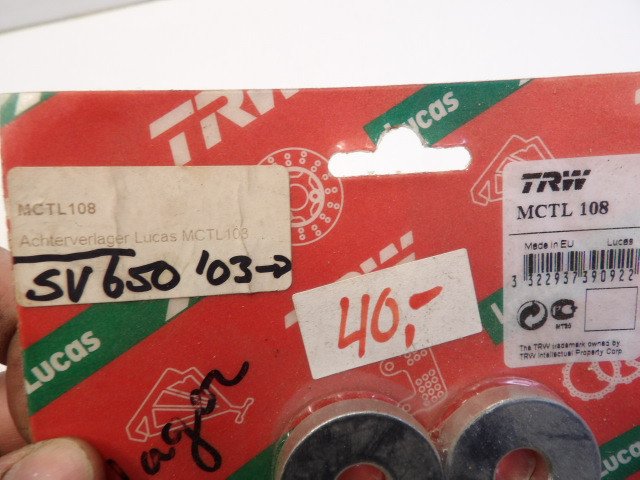 TRW
Lucas
MCTL108
Achterverlager Lucas MCTL108
SV650 '03→
40,-
TRW
MCTL 108
Made in EU Lucas
3 322937 390922
The TRW trademark owned by
TRW Intellectual Property Corp
Lucas
Lucas